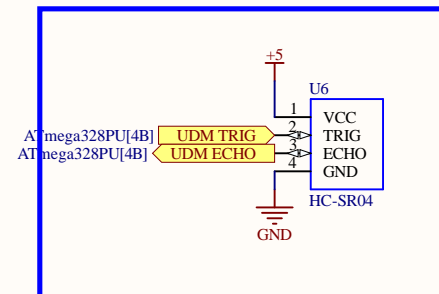 +5
U6
1 VCC
ATmega328PU[4B] UDM TRIG 2 TRIG
ATmega328PU[4B] UDM ECHO 3 ECHO
4 GND
HC-SR04
GND